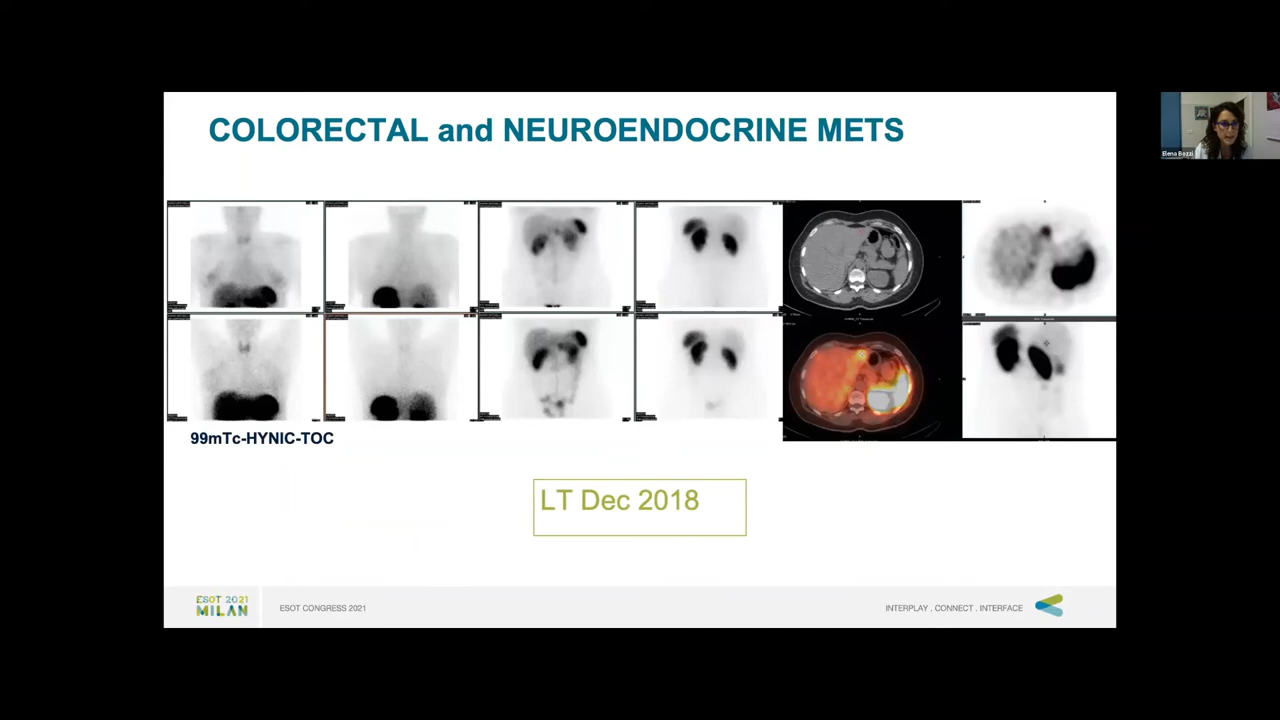 COLORECTAL and NEUROENDOCRINE METS
Elena Bozzi
99mTc-HYNIC-TOC
LT Dec 2018
ESOT 2021
MILAN
ESOT CONGRESS 2021
INTERPLAY . CONNECT . INTERFACE